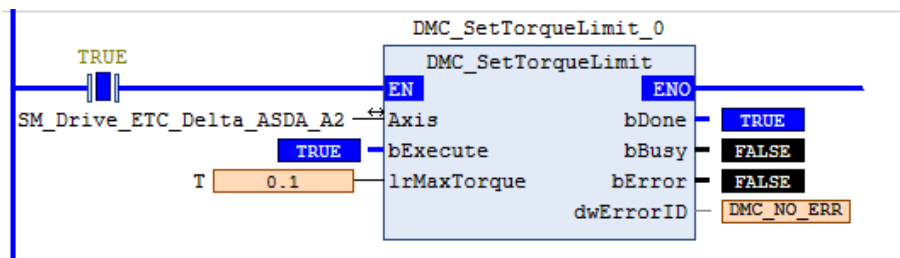 DMC_SetTorqueLimit_0
TRUE
DMC_SetTorqueLimit
EN ENO
SM_Drive_ETC_Delta_ASDA_A2 Axis bDone TRUE
TRUE bExecute bBusy FALSE
T 0.1 lrMaxTorque bError FALSE
dwErrorID DMC_NO_ERR